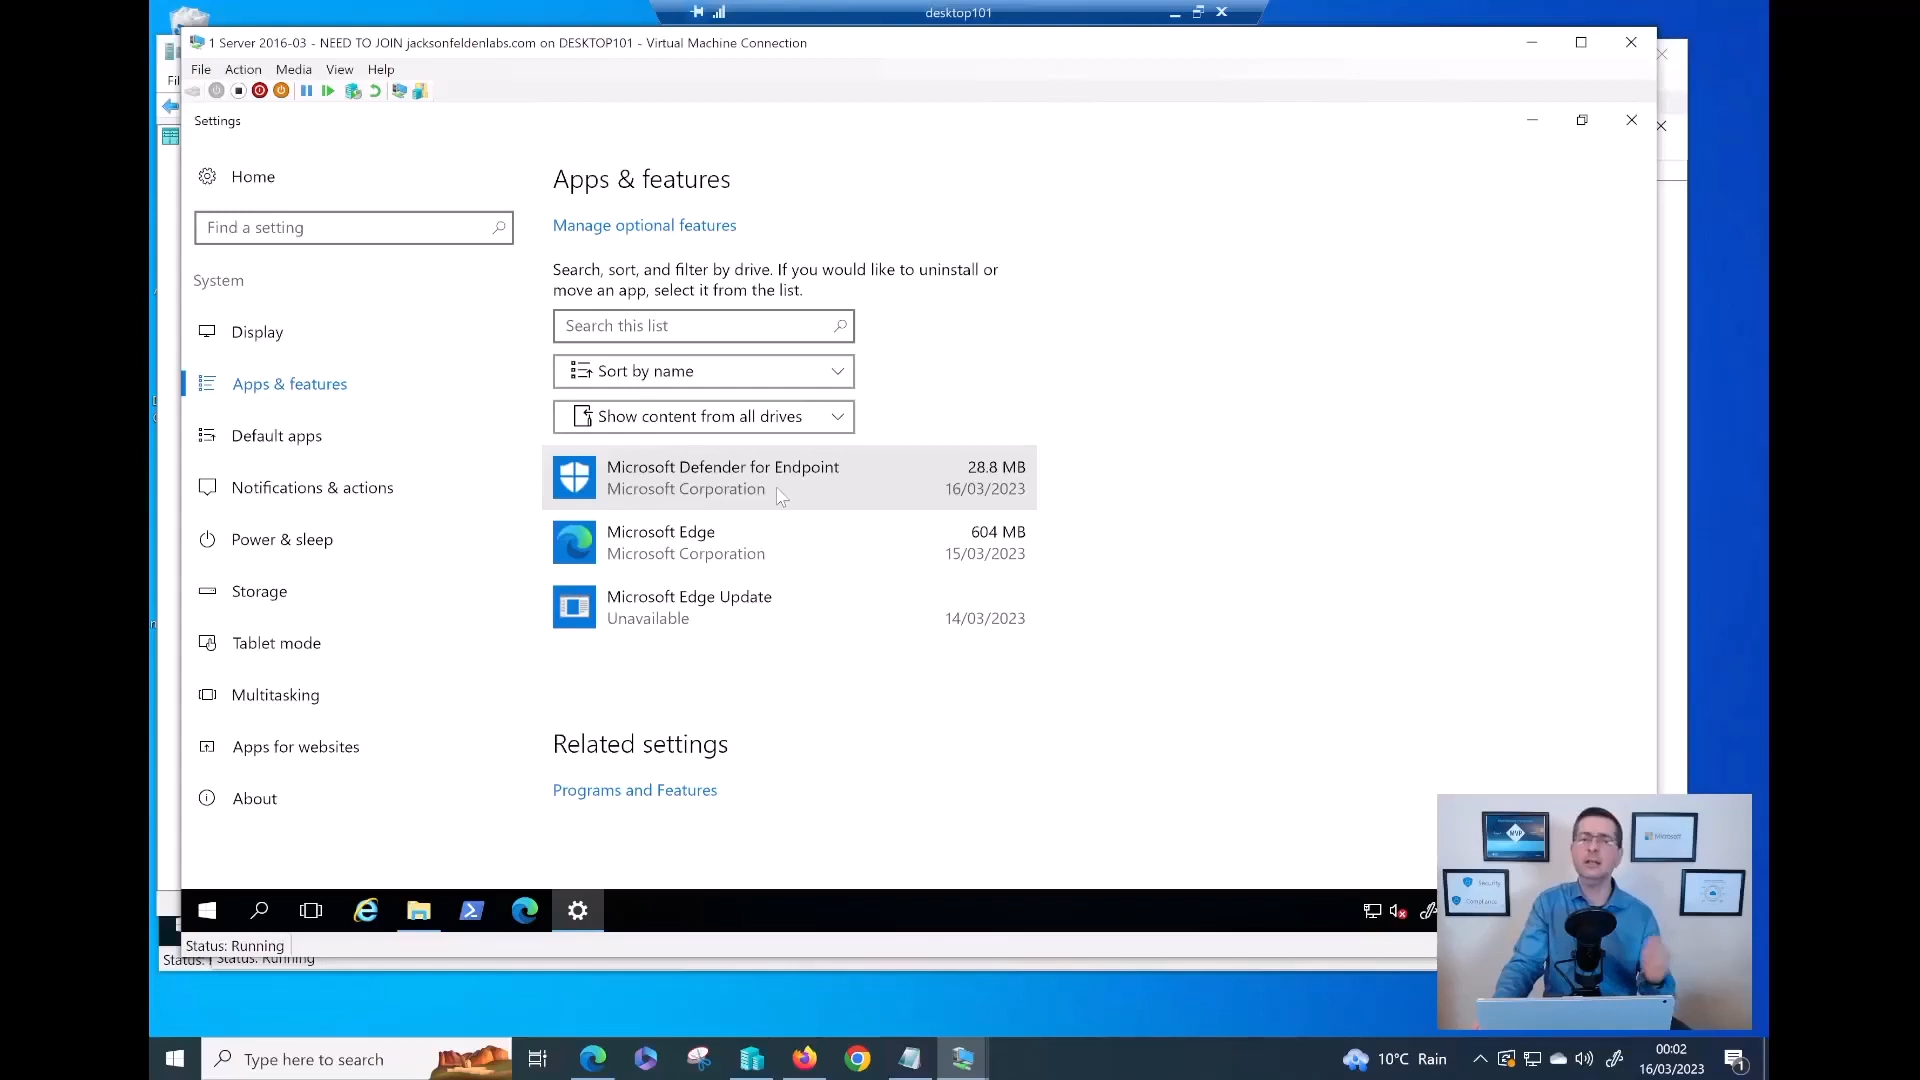 desktop101
1 Server 2016-03 - NEED TO JOIN jacksonfeldenlabs.com on DESKTOP101 - Virtual Machine Connection
File Action Media View Help
Fil
Settings
Home
Find a setting
System
Display
Apps & features
Default apps
Notifications & actions
Power & sleep
Storage
Tablet mode
Multitasking
Apps for websites
About
Apps & features
Manage optional features
Search, sort, and filter by drive. If you would like to uninstall or
move an app, select it from the list.
Search this list
Sort by name
Show content from all drives
Microsoft Defender for Endpoint 28.8 MB
Microsoft Corporation 16/03/2023
Microsoft Edge 604 MB
Microsoft Corporation 15/03/2023
Microsoft Edge Update
Unavailable 14/03/2023
Related settings
Programs and Features
MVP
Microsoft
Security
Compliance
Status: Running
Status: Running
Type here to search
10°C Rain
00:02
16/03/2023
1